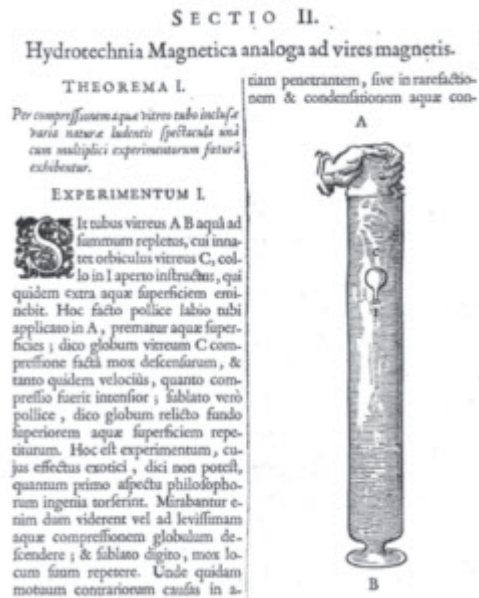 SECTIO II.
Hydrotechnia Magnetica analoga ad vires magnetis.
THEOREMA I.
Per compressionem aquæ vitreo tubo inclusæ
varia naturæ ludentis spectacula unà
cum multiplici experimentorum fœturâ
exhibentur.
EXPERIMENTUM I.
SIt tubus vitreus A B aquâ ad
summum repletus, cui inna-
tet orbiculus vitreus C, col-
lo in I aperto instructus, qui
quidem extra aquæ superficiem emi-
nebit. Hoc facto pollice labio tubi
applicato in A, prematur aquæ super-
ficies; dico globum vitreum C com-
pressione factâ mox descensurum, &
tanto quidem velociùs, quanto com-
pressio fuerit intensior; sublato verò
pollice, dico globum relicto fundo
superiorem aquæ superficiem repe-
titurum. Hoc est experimentum, cu-
jus effectus exotici, dici non potest,
quantum primo aspectu philosopho-
rum ingenia torserint. Mirabantur e-
nim dum viderent vel ad levissimam
aquæ compressionem globulum de-
scendere; & sublato digito, mox lo-
cum suum repetere. Unde quidam
motuum contrariorum causas in a-
tiam penetrantem, sive in rarefactio-
nem & condensationem aquæ con-
A
C
I
B